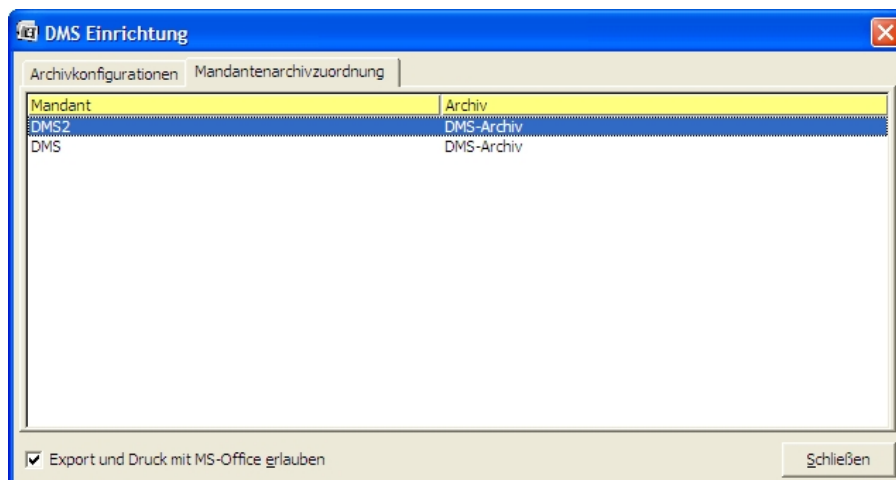 DMS Einrichtung
Archivkonfigurationen Mandantenarchivzuordnung
Mandant Archiv
DMS2 DMS-Archiv
DMS DMS-Archiv
Export und Druck mit MS-Office erlauben Schließen